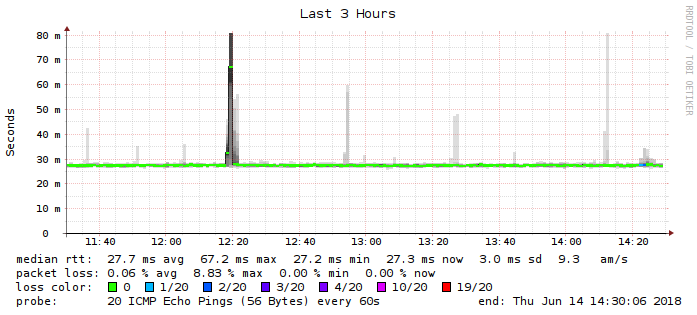 Last 3 Hours
RRDTOOL / TOBI OETIKER
Seconds
80 m
70 m
60 m
50 m
40 m
30 m
20 m
10 m
0
11:40 12:00 12:20 12:40 13:00 13:20 13:40 14:00 14:20
median rtt: 27.7 ms avg 67.2 ms max 27.2 ms min 27.3 ms now 3.0 ms sd 9.3 am/s
packet loss: 0.06 % avg 8.83 % max 0.00 % min 0.00 % now
loss color: 0 1/20 2/20 3/20 4/20 10/20 19/20
probe: 20 ICMP Echo Pings (56 Bytes) every 60s end: Thu Jun 14 14:30:06 2018